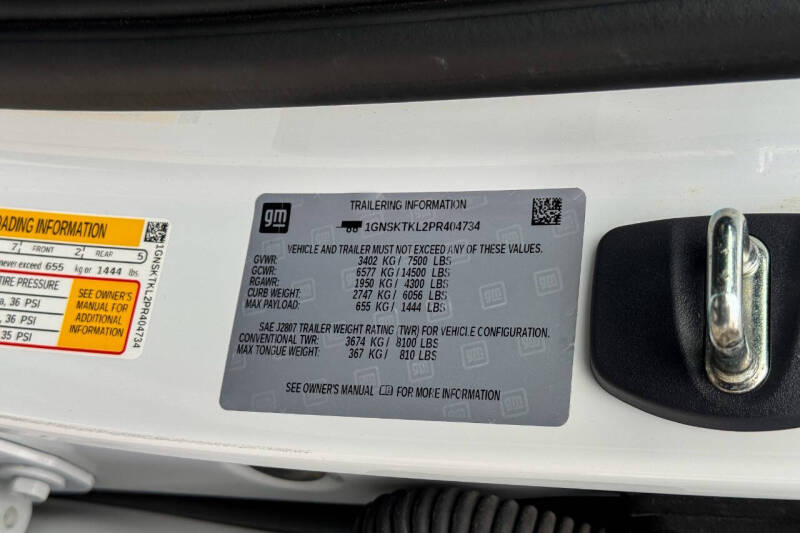 OADING INFORMATION
7 FRONT 2 REAR 5
never exceed 655 kg or 1444 lbs.
TIRE PRESSURE
a, 36 PSI
, 36 PSI
35 PSI
SEE OWNER'S
MANUAL FOR
ADDITIONAL
INFORMATION
1GNSKTKL2PR404734
gm
TRAILERING INFORMATION
1GNSKTKL2PR404734
VEHICLE AND TRAILER MUST NOT EXCEED ANY OF THESE VALUES.
GVWR: 3402 KG / 7500 LBS
GCWR: 6577 KG / 14500 LBS
RGAWR: 1950 KG / 4300 LBS
CURB WEIGHT: 2747 KG / 6056 LBS
MAX PAYLOAD: 655 KG / 1444 LBS
SAE J2807 TRAILER WEIGHT RATING (TWR) FOR VEHICLE CONFIGURATION.
CONVENTIONAL TWR: 3674 KG / 8100 LBS
MAX TONGUE WEIGHT: 367 KG / 810 LBS
SEE OWNER'S MANUAL FOR MORE INFORMATION